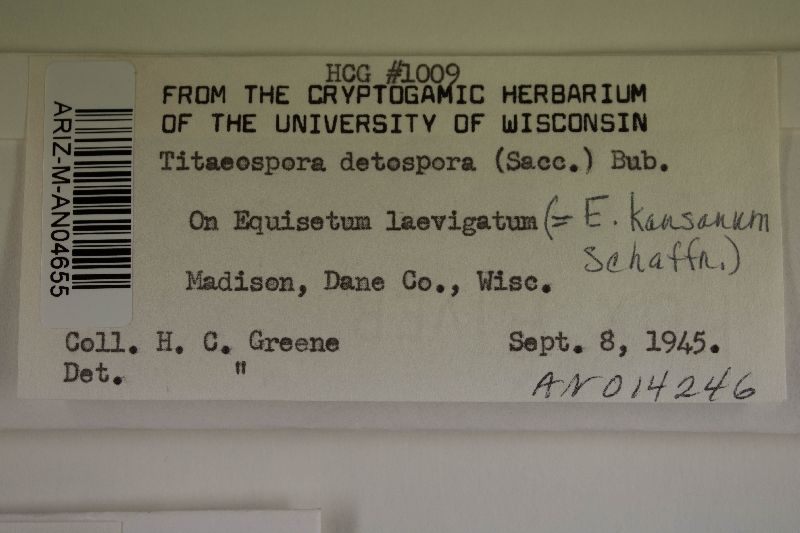 HCG #1009
FROM THE CRYPTOGAMIC HERBARIUM
OF THE UNIVERSITY OF WISCONSIN
Titaeospora detospora (Sacc.) Bub.
On Equisetum laevigatum (= E. kansanum
Schaffn.)
Madison, Dane Co., Wisc.
Coll. H. C. Greene Sept. 8, 1945.
Det. "
AN014246
ARIZ-M-AN04655